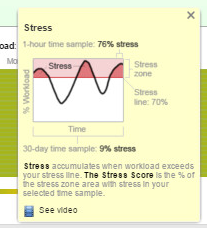 Stress
1-hour time sample: 76% stress
Stress
Stress
zone
Stress
line: 70%
% Workload
Time
30-day time sample: 9% stress
Stress accumulates when workload exceeds
your stress line. The Stress Score is the % of
the stress zone area with stress in your
selected time sample.
See video
oad:
Mo